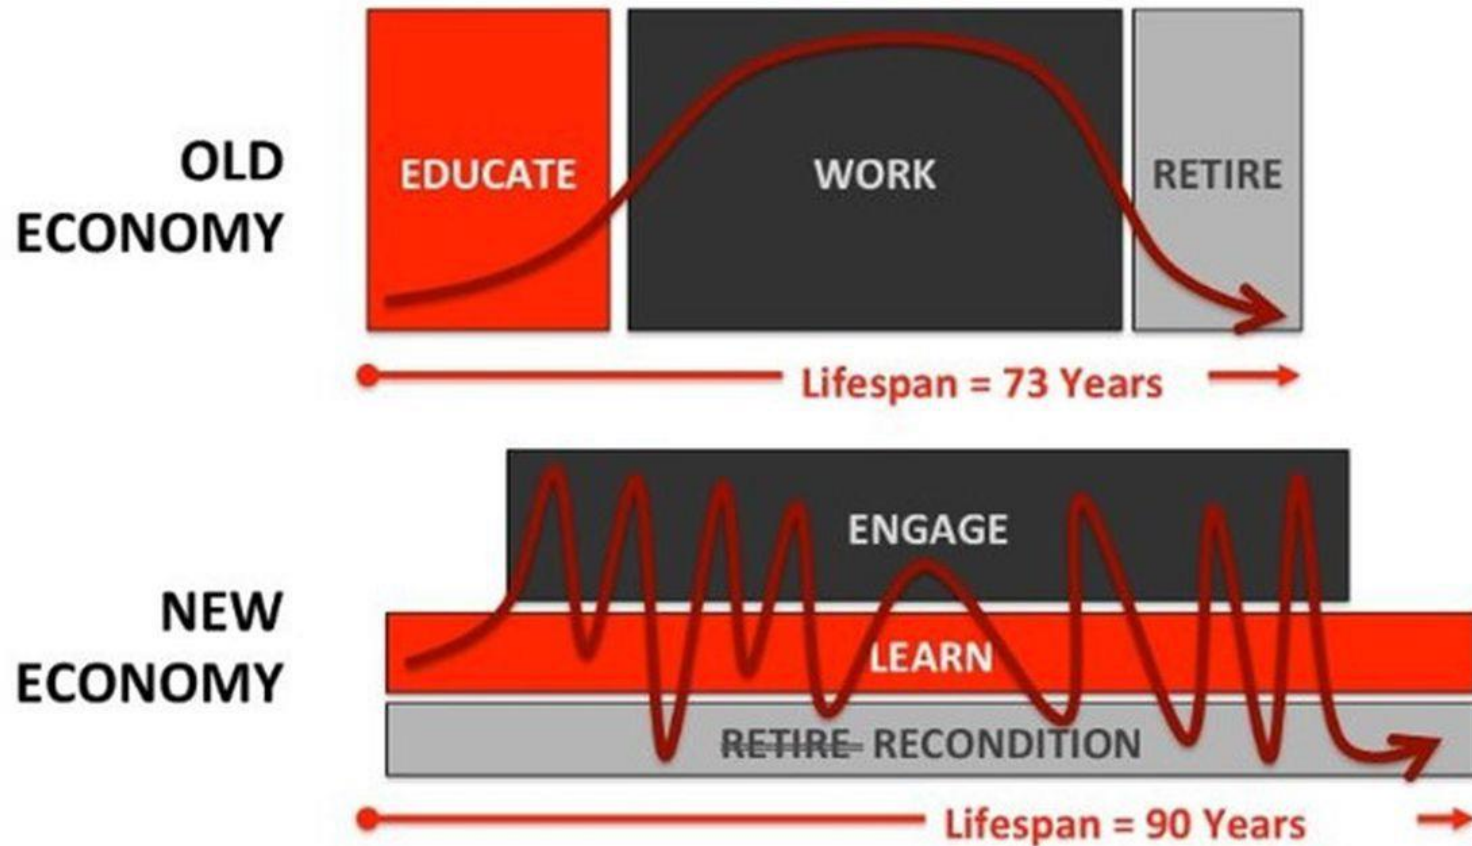 OLD
ECONOMY
EDUCATE
WORK
RETIRE
Lifespan = 73 Years
NEW
ECONOMY
ENGAGE
LEARN
RETIRE RECONDITION
Lifespan = 90 Years